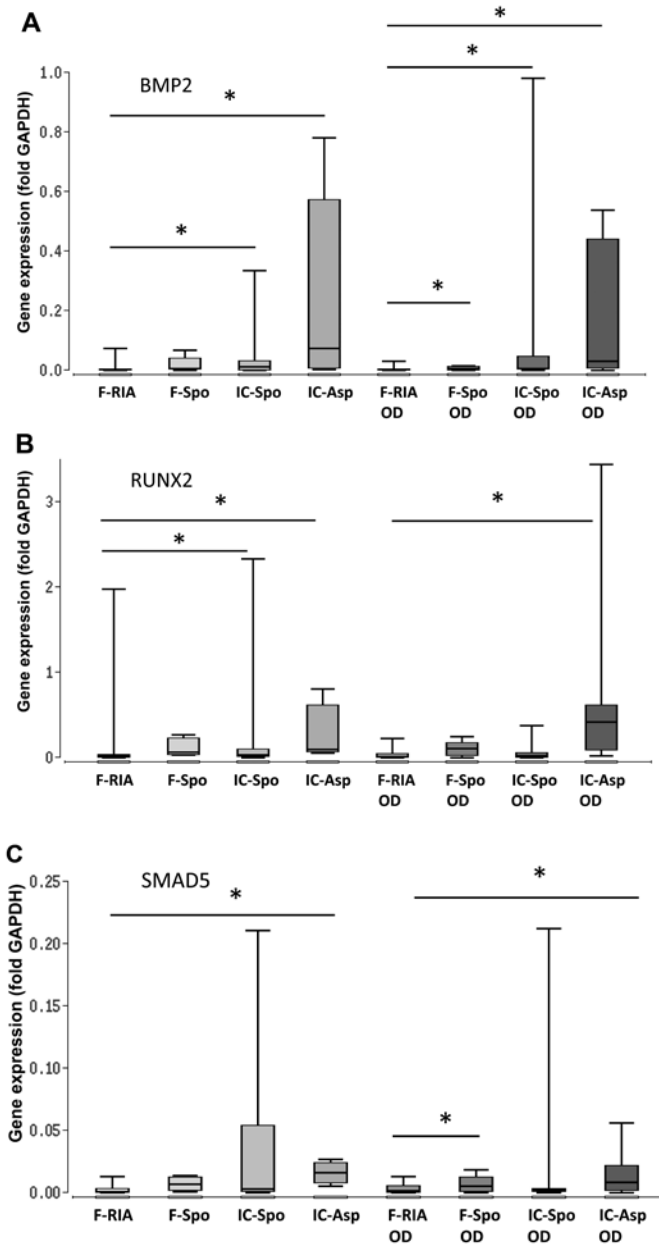 A
BMP2
Gene expression (fold GAPDH)
1.0
0.8
0.6
0.4
0.2
0.0
*
*
*
*
*
F-RIA F-Spo IC-Spo IC-Asp F-RIA OD F-Spo OD IC-Spo OD IC-Asp OD
B
RUNX2
Gene expression (fold GAPDH)
3
2
1
0
*
*
*
F-RIA F-Spo IC-Spo IC-Asp F-RIA OD F-Spo OD IC-Spo OD IC-Asp OD
C
SMAD5
Gene expression (fold GAPDH)
0.25
0.20
0.15
0.10
0.05
0.00
*
*
*
F-RIA F-Spo IC-Spo IC-Asp F-RIA OD F-Spo OD IC-Spo OD IC-Asp OD